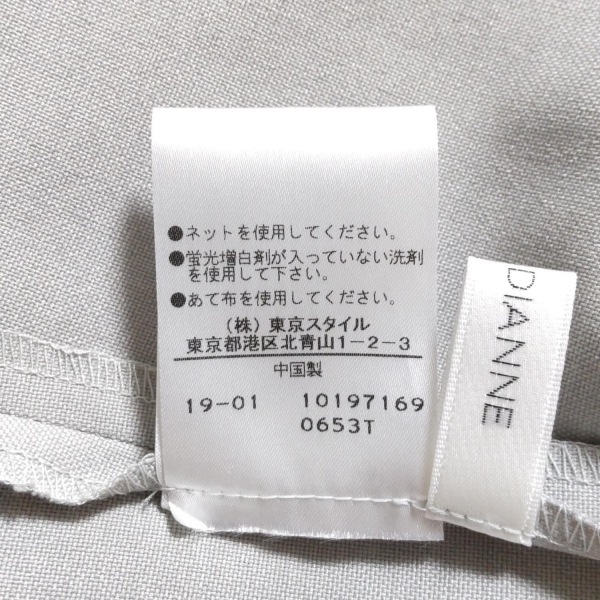 ●ネットを使用してください。
●蛍光増白剤が入っていない洗剤
を使用して下さい。
●あて布を使用してください。
(株)東京スタイル
東京都港区北青山1-2-3
中国製
19-01 10197169
0653T
DIANNE